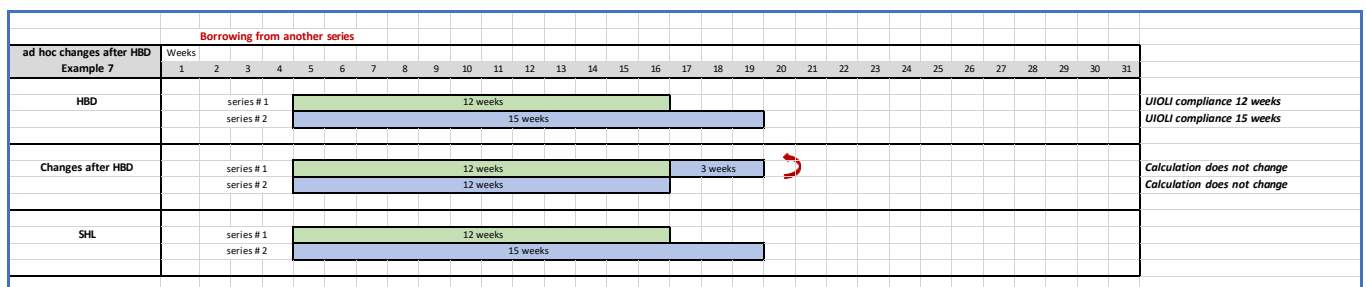 Borrowing from another series
ad hoc changes after HBD Weeks
Example 7 1 2 3 4 5 6 7 8 9 10 11 12 13 14 15 16 17 18 19 20 21 22 23 24 25 26 27 28 29 30 31
HBD series # 1 12 weeks UIOLI compliance 12 weeks
series # 2 15 weeks UIOLI compliance 15 weeks
Changes after HBD series # 1 12 weeks 3 weeks Calculation does not change
series # 2 12 weeks Calculation does not change
SHL series # 1 12 weeks
series # 2 15 weeks